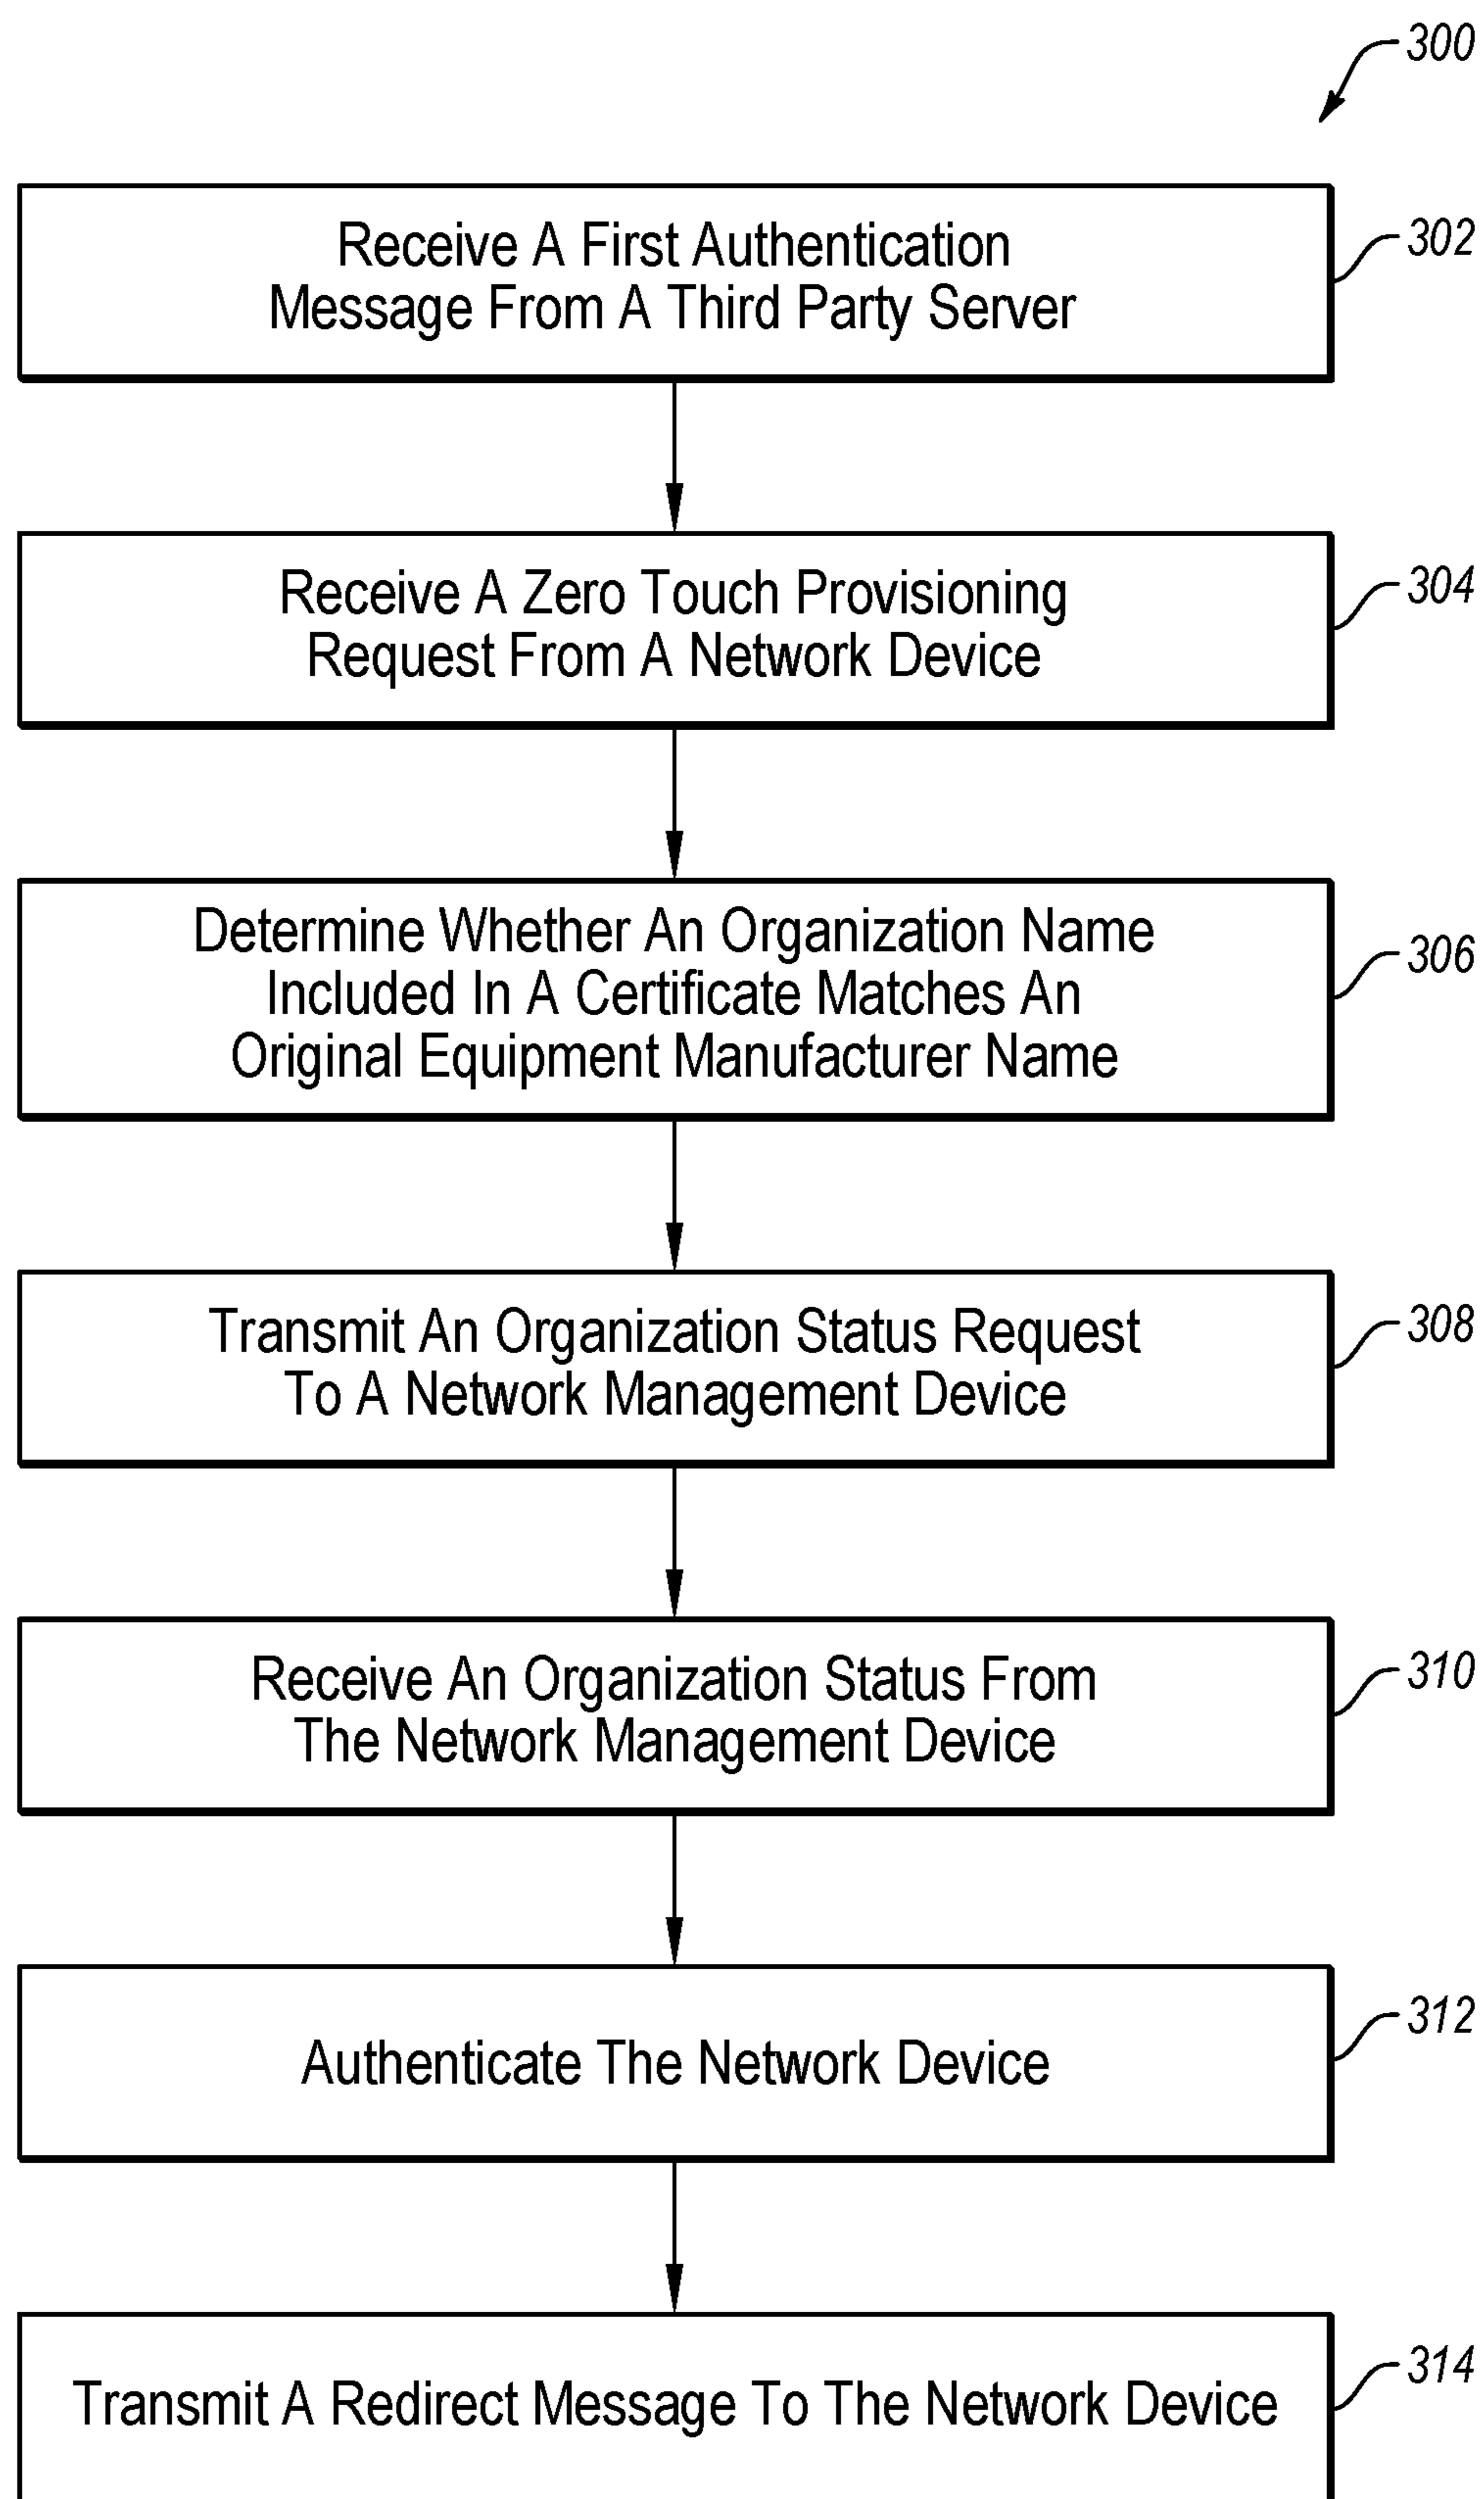 300
Receive A First Authentication
Message From A Third Party Server
302
Receive A Zero Touch Provisioning
Request From A Network Device
304
Determine Whether An Organization Name
Included In A Certificate Matches An
Original Equipment Manufacturer Name
306
Transmit An Organization Status Request
To A Network Management Device
308
Receive An Organization Status From
The Network Management Device
310
Authenticate The Network Device
312
Transmit A Redirect Message To The Network Device
314